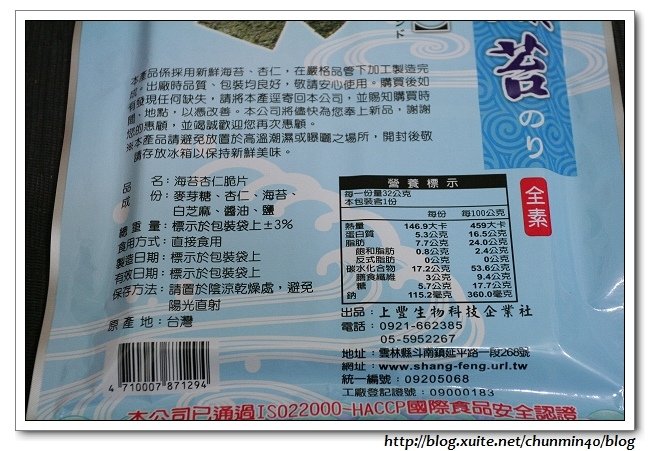 苔
のり
全素
本產品係採用新鮮海苔、杏仁，在嚴格品管下加工製造完
成，出廠時品質、包裝均良好，敬請安心使用。購買後如
有發現任何缺失，請將本產逕寄回本公司，並賜知購買時
間、地點，以憑改善。本公司將儘快為您奉上新品，謝謝
您的惠顧，並竭誠歡迎您再次惠顧。
※本產品請避免放置於高溫潮濕或曝曬之場所，開封後敬
請存放冰箱以保持新鮮美味。
品　　名：海苔杏仁脆片
成　　份：麥芽糖、杏仁、海苔、
白芝麻、醬油、鹽
總 重 量：標示於包裝袋上±3%
食用方式：直接食用
製造日期：標示於包裝袋上
有效日期：標示於包裝袋上
保存方法：請置於陰涼乾燥處，避免
陽光直射
原 產 地：台灣
4 710007 871294
營養標示
每一份量32公克
本包裝含1份
每份 每100公克
熱量 146.9大卡 459大卡
蛋白質 5.3公克 16.5公克
脂肪 7.7公克 24.0公克
飽和脂肪 0.8公克 2.4公克
反式脂肪 0公克 0公克
碳水化合物 17.2公克 53.6公克
膳食纖維 3公克 9.4公克
糖 5.7公克 17.7公克
鈉 115.2毫克 360.0毫克
出品：上豐生物科技企業社
電話：0921-662385
05-5952267
地址：雲林縣斗南鎮延平路一段268號
網址：www.shang-feng.url.tw
統一編號：09205068
工廠登記證號：09000183
本公司已通過ISO22000-HACCP國際食品安全認證
http://blog.xuite.net/chunmin40/blog